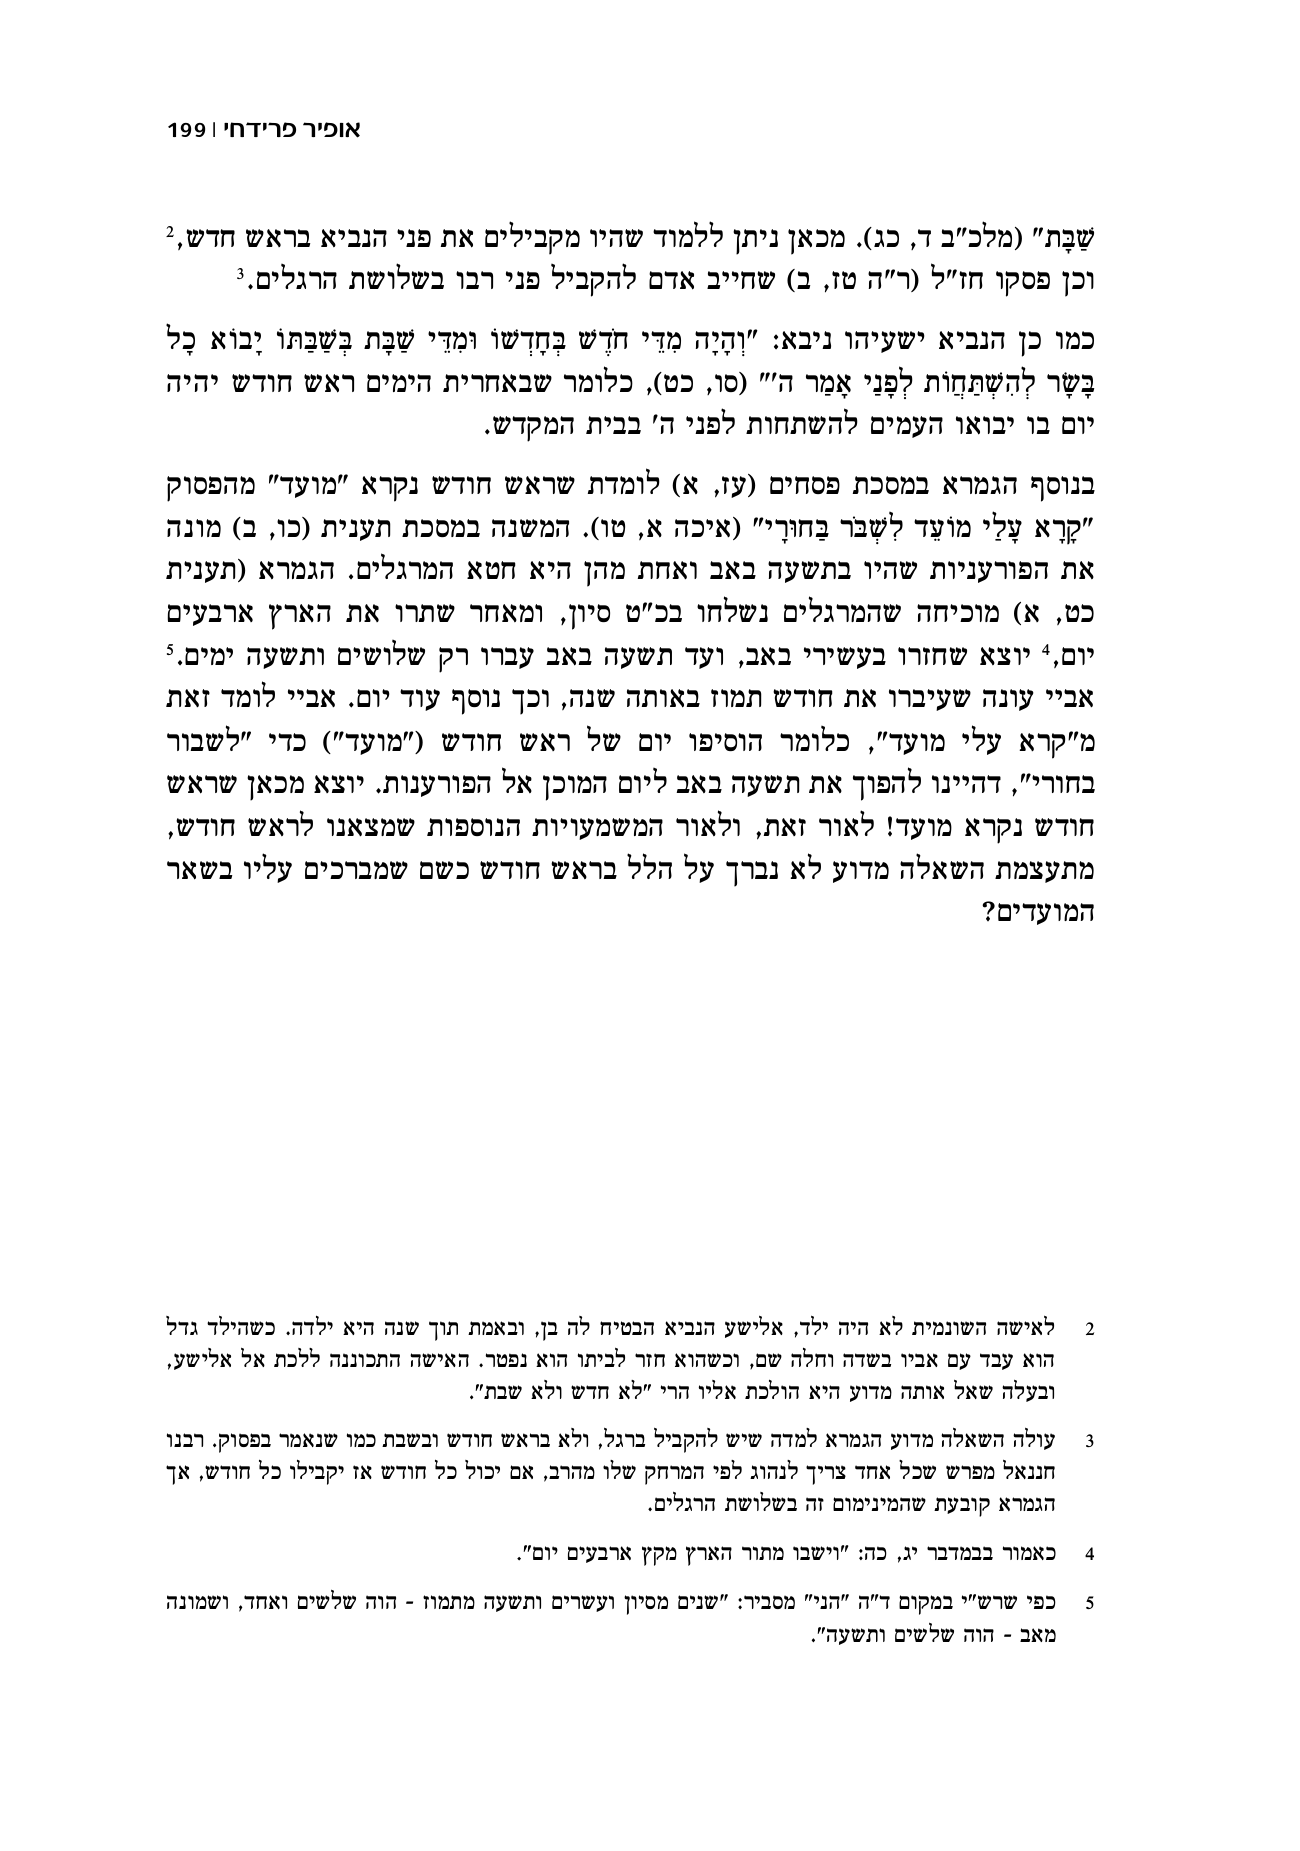 אופיר פרידחי | 199
שַׁבָּת" (מלכ"ב ד, כג). מכאן ניתן ללמוד שהיו מקבילים את פני הנביא בראש חדש,2
וכן פסקו חז"ל (ר"ה טז, ב) שחייב אדם להקביל פני רבו בשלושת הרגלים.3
כמו כן הנביא ישעיהו ניבא: "וְהָיָה מִדֵּי חֹדֶשׁ בְּחָדְשׁוֹ וּמִדֵּי שַׁבָּת בְּשַׁבַּתּוֹ יָבוֹא כָל
בָּשָׂר לְהִשְׁתַּחֲוֹת לְפָנַי אָמַר ה'" (סו, כט), כלומר שבאחרית הימים ראש חודש יהיה
יום בו יבואו העמים להשתחות לפני ה' בבית המקדש.
בנוסף הגמרא במסכת פסחים (עז, א) לומדת שראש חודש נקרא "מועד" מהפסוק
"קָרָא עָלַי מוֹעֵד לִשְׁבֹּר בַּחוּרָי" (איכה א, טו). המשנה במסכת תענית (כו, ב) מונה
את הפורעניות שהיו בתשעה באב ואחת מהן היא חטא המרגלים. הגמרא (תענית
כט, א) מוכיחה שהמרגלים נשלחו בכ"ט סיון, ומאחר שתרו את הארץ ארבעים
יום,4 יוצא שחזרו בעשירי באב, ועד תשעה באב עברו רק שלושים ותשעה ימים.5
אביי עונה שעיברו את חודש תמוז באותה שנה, וכך נוסף עוד יום. אביי לומד זאת
מ"קרא עלי מועד", כלומר הוסיפו יום של ראש חודש ("מועד") כדי "לשבור
בחורי", דהיינו להפוך את תשעה באב ליום המוכן אל הפורענות. יוצא מכאן שראש
חודש נקרא מועד! לאור זאת, ולאור המשמעויות הנוספות שמצאנו לראש חודש,
מתעצמת השאלה מדוע לא נברך על הלל בראש חודש כשם שמברכים עליו בשאר
המועדים?
2 לאישה השונמית לא היה ילד, אלישע הנביא הבטיח לה בן, ובאמת תוך שנה היא ילדה. כשהילד גדל
הוא עבד עם אביו בשדה וחלה שם, וכשהוא חזר לביתו הוא נפטר. האישה התכוננה ללכת אל אלישע,
ובעלה שאל אותה מדוע היא הולכת אליו הרי "לא חדש ולא שבת".
3 עולה השאלה מדוע הגמרא למדה שיש להקביל ברגל, ולא בראש חודש ובשבת כמו שנאמר בפסוק. רבנו
חננאל מפרש שכל אחד צריך לנהוג לפי המרחק שלו מהרב, אם יכול כל חודש אז יקבילו כל חודש, אך
הגמרא קובעת שהמינימום זה בשלושת הרגלים.
4 כאמור בבמדבר יג, כה: "וישבו מתור הארץ מקץ ארבעים יום".
5 כפי שרש"י במקום ד"ה "הני" מסביר: "שנים מסיון ועשרים ותשעה מתמוז - הוה שלשים ואחד, ושמונה
מאב - הוה שלשים ותשעה".